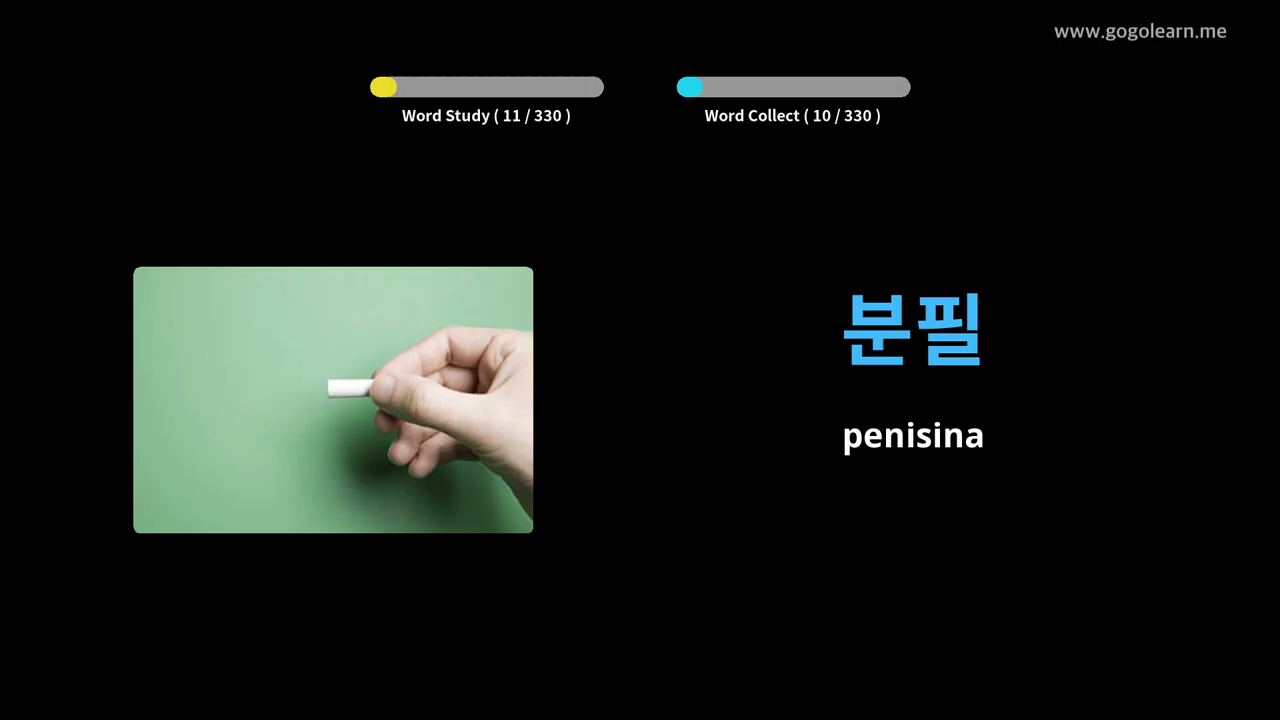 www.gogolearn.me
Word Study ( 11 / 330 )
Word Collect ( 10 / 330 )
분필
penisina